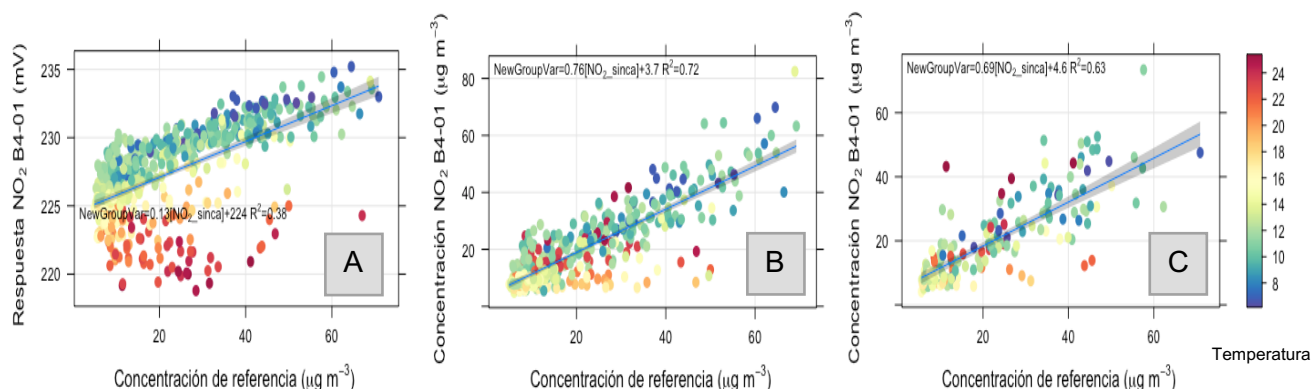 Respuesta NO₂ B4-01 (mV)
235
230
225
220
NewGroupVar=0.13[NO₂_sinca]+224 R²=0.38
A
20
40
60
Concentración de referencia (µg m⁻³)
Concentración NO₂ B4-01 (µg m⁻³)
80
60
40
20
NewGroupVar=0.76[NO₂_sinca]+3.7 R²=0.72
B
20
40
60
Concentración de referencia (µg m⁻³)
Concentración NO₂ B4-01 (µg m⁻³)
60
40
20
NewGroupVar=0.69[NO₂_sinca]+4.6 R²=0.63
C
20
40
60
Concentración de referencia (µg m⁻³)
24
22
20
18
16
14
12
10
8
Temperatura